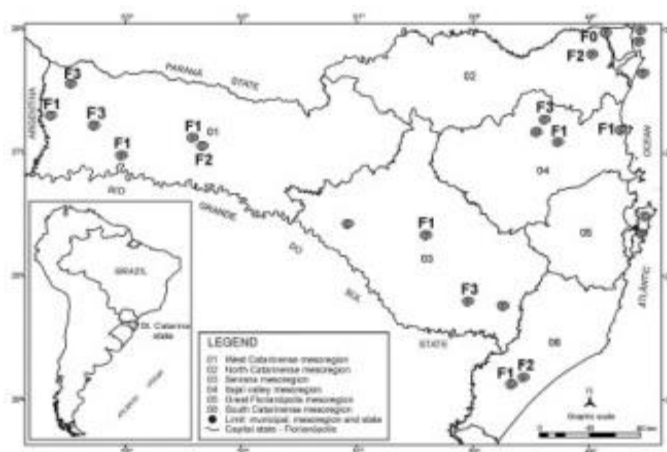 PARANA STATE
ARGENTINA
RIO GRANDE DO SUL STATE
ATLANTIC OCEAN
F0
F2
02
F3
F1
F3
F1
F1
01
F2
F3
F1
F1
04
F1
03
05
F3
F1
F2
06
BRAZIL
St. Catarina state
LEGEND
01 West Catarinense mesoregion
02 North Catarinense mesoregion
03 Serrana mesoregion
04 Itajaí valley mesoregion
05 Great Florianópolis mesoregion
06 South Catarinense mesoregion
Limit: municipal, mesoregion and state
Capital state - Florianópolis
Graphic scale